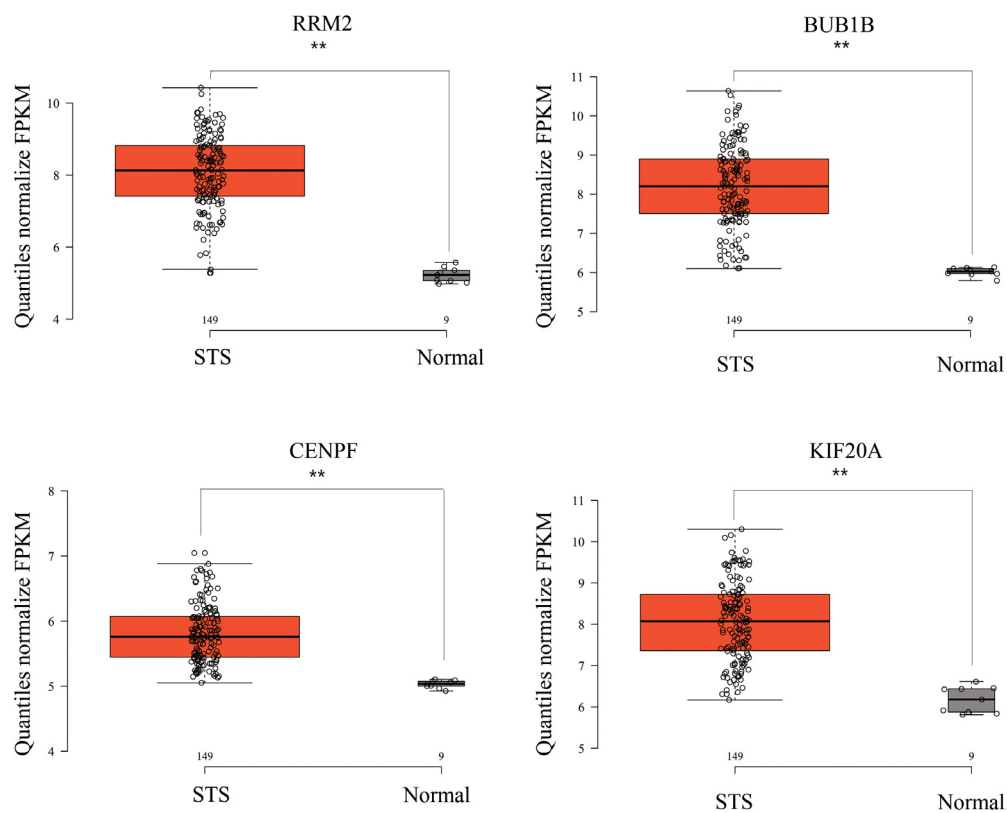 RRM2
**
Quantiles normalize FPKM
10
8
6
4
149
9
STS
Normal
BUB1B
**
Quantiles normalize FPKM
11
10
9
8
7
6
5
149
9
STS
Normal
CENPF
**
Quantiles normalize FPKM
8
7
6
5
4
149
9
STS
Normal
KIF20A
**
Quantiles normalize FPKM
11
10
9
8
7
6
5
149
9
STS
Normal